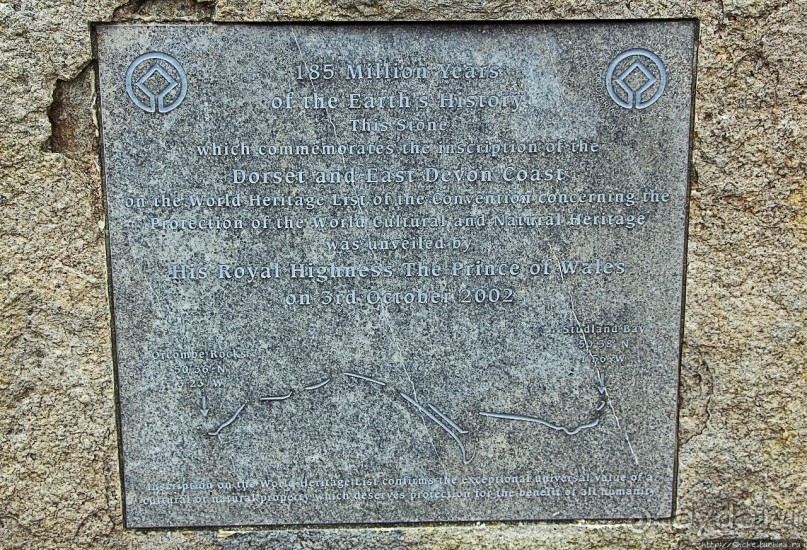 185 Million Years
of the Earth's History
This Stone
which commemorates the inscription of the
Dorset and East Devon Coast
on the World Heritage List of the Convention concerning the
Protection of the World Cultural and Natural Heritage
was unveiled by
His Royal Highness The Prince of Wales
on 3rd October 2002
Studland Bay
Orcombe Rocks
Inscription on the World Heritage List confirms the exceptional universal value of a
cultural or natural property which deserves protection for the benefit of all humanity